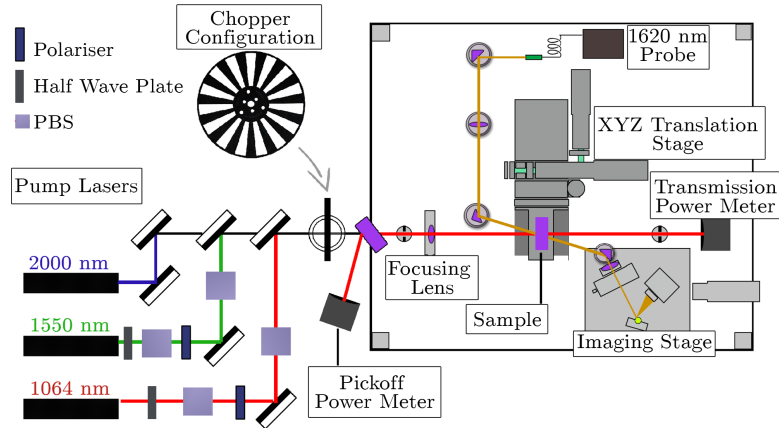 Chopper
Configuration
Polariser
Half Wave Plate
PBS
1620 nm
Probe
XYZ Translation
Stage
Pump Lasers
Transmission
Power Meter
2000 nm
Focusing
Lens
1550 nm
Sample
Imaging Stage
1064 nm
Pickoff
Power Meter